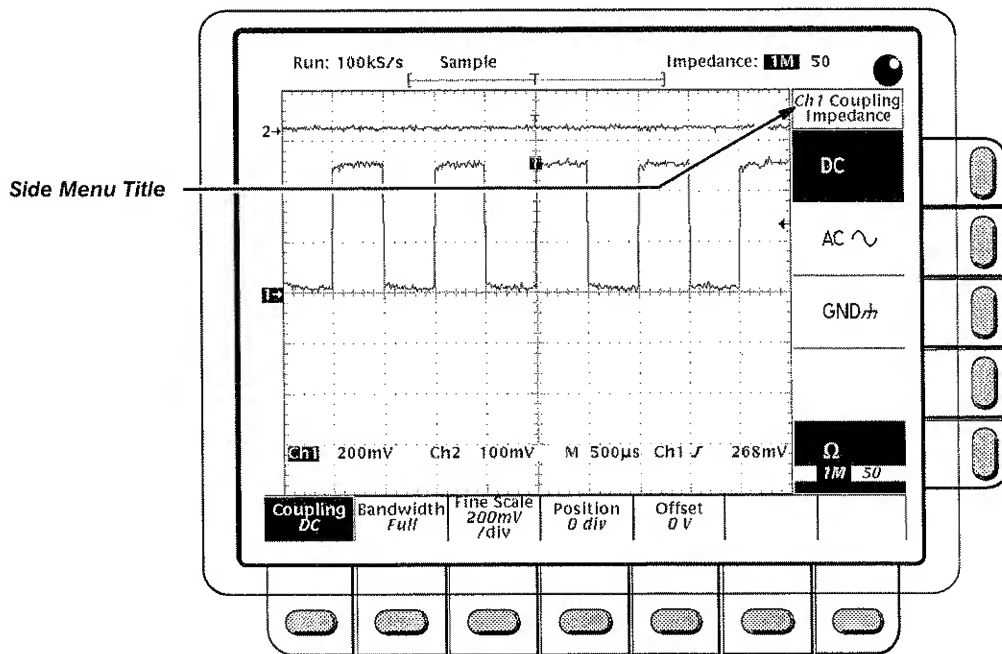 Run: 100kS/s Sample Impedance: 1M 50
T
Ch1 Coupling
Impedance
2→
T
DC
Side Menu Title
AC
1→
GND
Ch1 200mV Ch2 100mV M 500µs Ch1 268mV
Ω
1M 50
Coupling
DC
Bandwidth
Full
Fine Scale
200mV
/div
Position
0 div
Offset
0 V